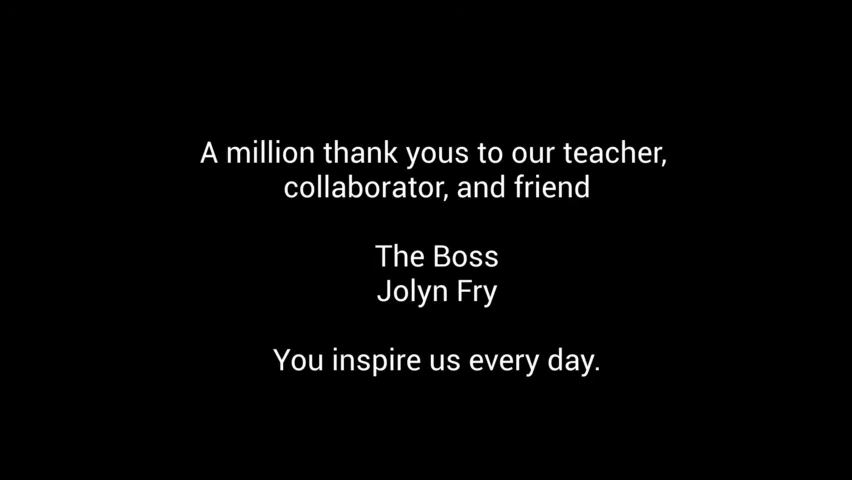 A million thank yous to our teacher,
collaborator, and friend
The Boss
Jolyn Fry
You inspire us every day.